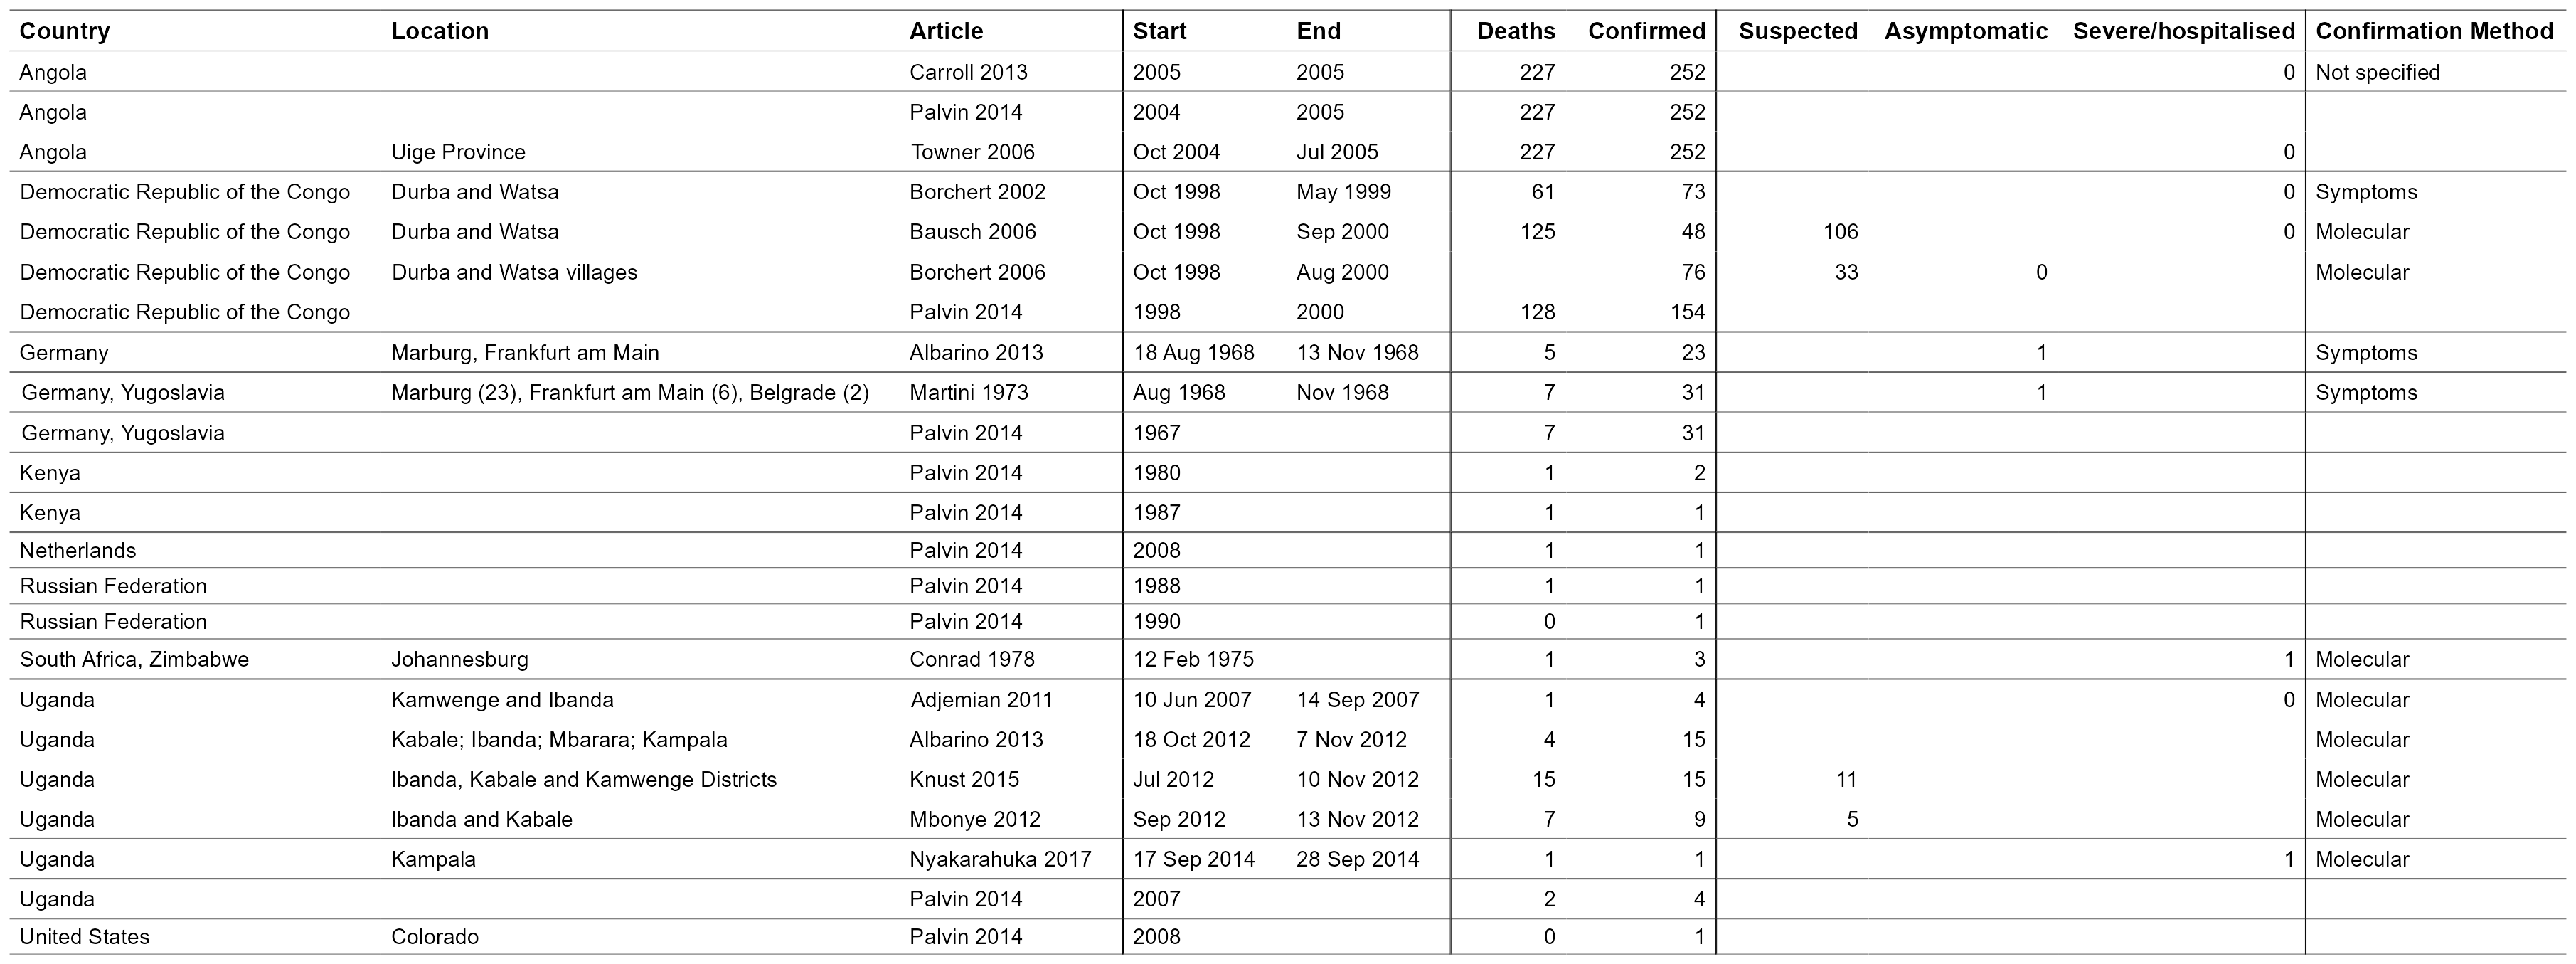 Country Location Article Start End Deaths Confirmed Suspected Asymptomatic Severe/hospitalised Confirmation Method
Angola Carroll 2013 2005 2005 227 252 0 Not specified
Angola Palvin 2014 2004 2005 227 252
Angola Uige Province Towner 2006 Oct 2004 Jul 2005 227 252 0
Democratic Republic of the Congo Durba and Watsa Borchert 2002 Oct 1998 May 1999 61 73 0 Symptoms
Democratic Republic of the Congo Durba and Watsa Bausch 2006 Oct 1998 Sep 2000 125 48 106 0 Molecular
Democratic Republic of the Congo Durba and Watsa villages Borchert 2006 Oct 1998 Aug 2000 76 33 0 Molecular
Democratic Republic of the Congo Palvin 2014 1998 2000 128 154
Germany Marburg, Frankfurt am Main Albarino 2013 18 Aug 1968 13 Nov 1968 5 23 1 Symptoms
Germany, Yugoslavia Marburg (23), Frankfurt am Main (6), Belgrade (2) Martini 1973 Aug 1968 Nov 1968 7 31 1 Symptoms
Germany, Yugoslavia Palvin 2014 1967 7 31
Kenya Palvin 2014 1980 1 2
Kenya Palvin 2014 1987 1 1
Netherlands Palvin 2014 2008 1 1
Russian Federation Palvin 2014 1988 1 1
Russian Federation Palvin 2014 1990 0 1
South Africa, Zimbabwe Johannesburg Conrad 1978 12 Feb 1975 1 3 1 Molecular
Uganda Kamwenge and Ibanda Adjemian 2011 10 Jun 2007 14 Sep 2007 1 4 0 Molecular
Uganda Kabale; Ibanda; Mbarara; Kampala Albarino 2013 18 Oct 2012 7 Nov 2012 4 15 Molecular
Uganda Ibanda, Kabale and Kamwenge Districts Knust 2015 Jul 2012 10 Nov 2012 15 15 11 Molecular
Uganda Ibanda and Kabale Mbonye 2012 Sep 2012 13 Nov 2012 7 9 5 Molecular
Uganda Kampala Nyakarahuka 2017 17 Sep 2014 28 Sep 2014 1 1 1 Molecular
Uganda Palvin 2014 2007 2 4
United States Colorado Palvin 2014 2008 0 1